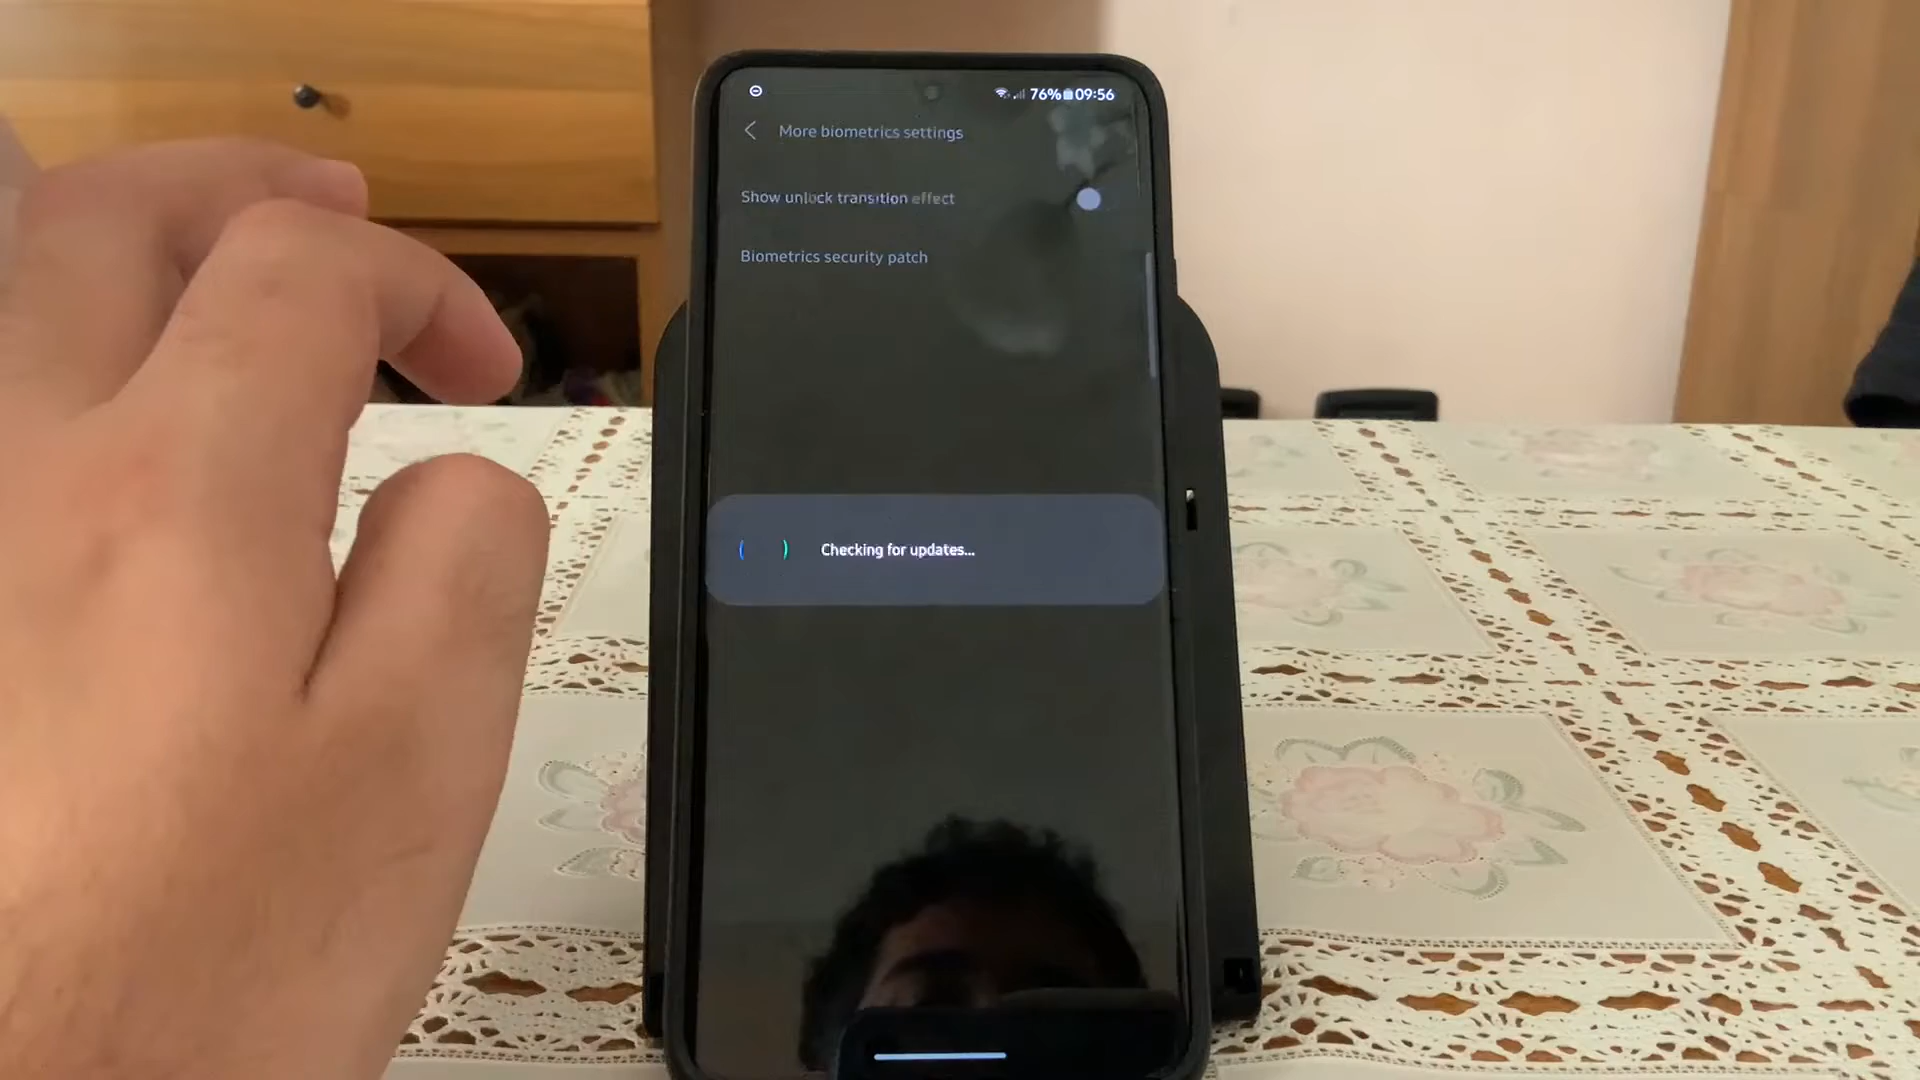 76% 09:56
More biometrics settings
Show unlock transition effect
Biometrics security patch
Checking for updates...